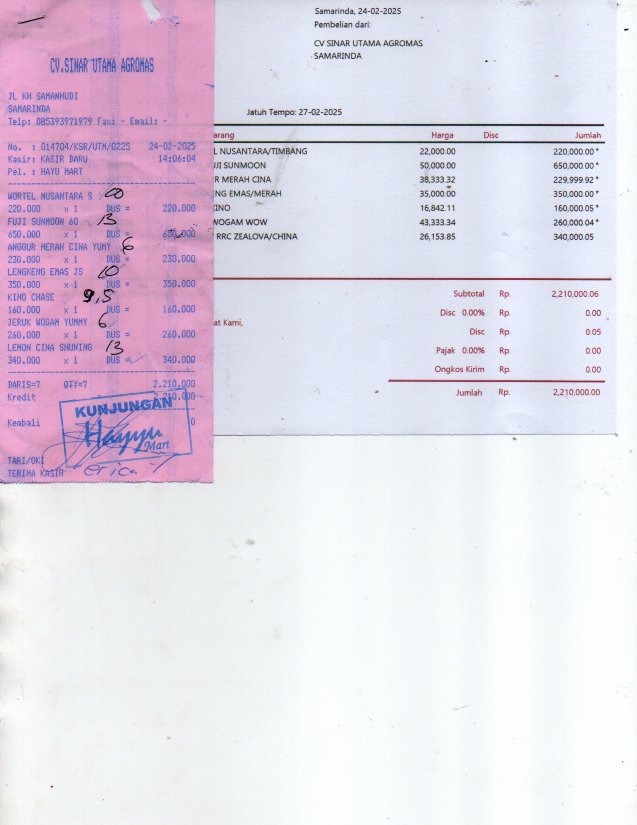 CV.SINAR UTAMA AGROMAS
JL KH SAMANHUDI
SAMARINDA
Telp: 085393971979 Fax: - Email: -
No. : 014704/KSR/UTM/0225 24-02-2025
Kasir: KASIR BARU 14:06:04
Pel. : HAYU MART
WORTEL NUSANTARA S
220.000 x 1 DUS = 220.000
FUJI SUNMOON 60 13
650.000 x 1 DUS = 650.000
ANGGUR MERAH CINA YUMY 6
230.000 x 1 DUS = 230.000
LENGKENG EMAS JS 10
350.000 x 1 DUS = 350.000
KINO CHASE 9,5
160.000 x 1 DUS = 160.000
JERUK WOGAM YUMMY 6
260.000 x 1 DUS = 260.000
LEMON CINA SHUNING 13
340.000 x 1 DUS = 340.000
BARIS=7 QTY=7 2.210.000
Kredit 2.210.000
Kembali 0
KUNJUNGAN
Hayyu
Mart
TARI/OKI
TERIMA KASIH
Samarinda, 24-02-2025
Pembelian dari:
CV SINAR UTAMA AGROMAS
SAMARINDA
Jatuh Tempo: 27-02-2025
arang Harga Disc Jumlah
L NUSANTARA/TIMBANG 22,000.00 220,000.00 *
JI SUNMOON 50,000.00 650,000.00 *
R MERAH CINA 38,333.32 229,999.92 *
ENG EMAS/MERAH 35,000.00 350,000.00 *
INO 16,842.11 160,000.05 *
WOGAM WOW 43,333.34 260,000.04 *
RRC ZEALOVA/CHINA 26,153.85 340,000.05
Subtotal Rp. 2,210,000.06
Disc 0.00% Rp. 0.00
at Kami,
Disc Rp. 0.05
Pajak 0.00% Rp. 0.00
Ongkos Kirim Rp. 0.00
Jumlah Rp. 2,210,000.00